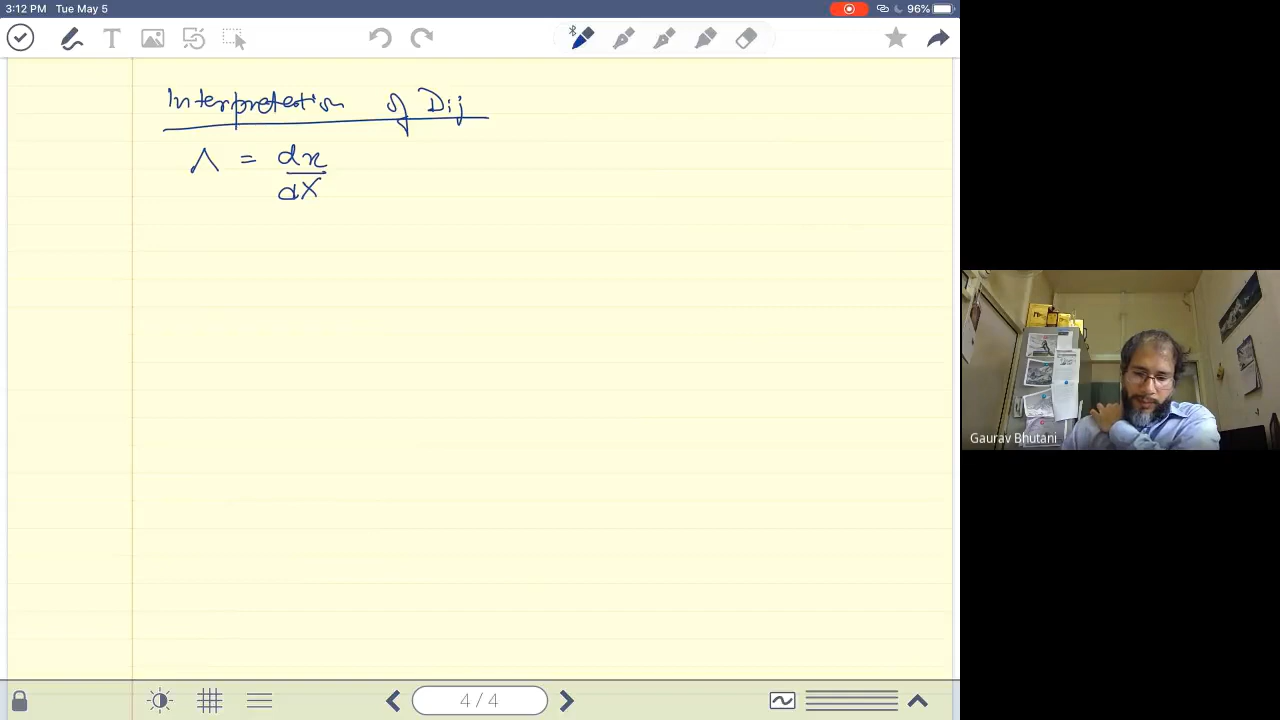 3:12 PM Tue May 5
96%
Interpretation of Dij
Λ = dx
dX
Gaurav Bhutani
4 / 4